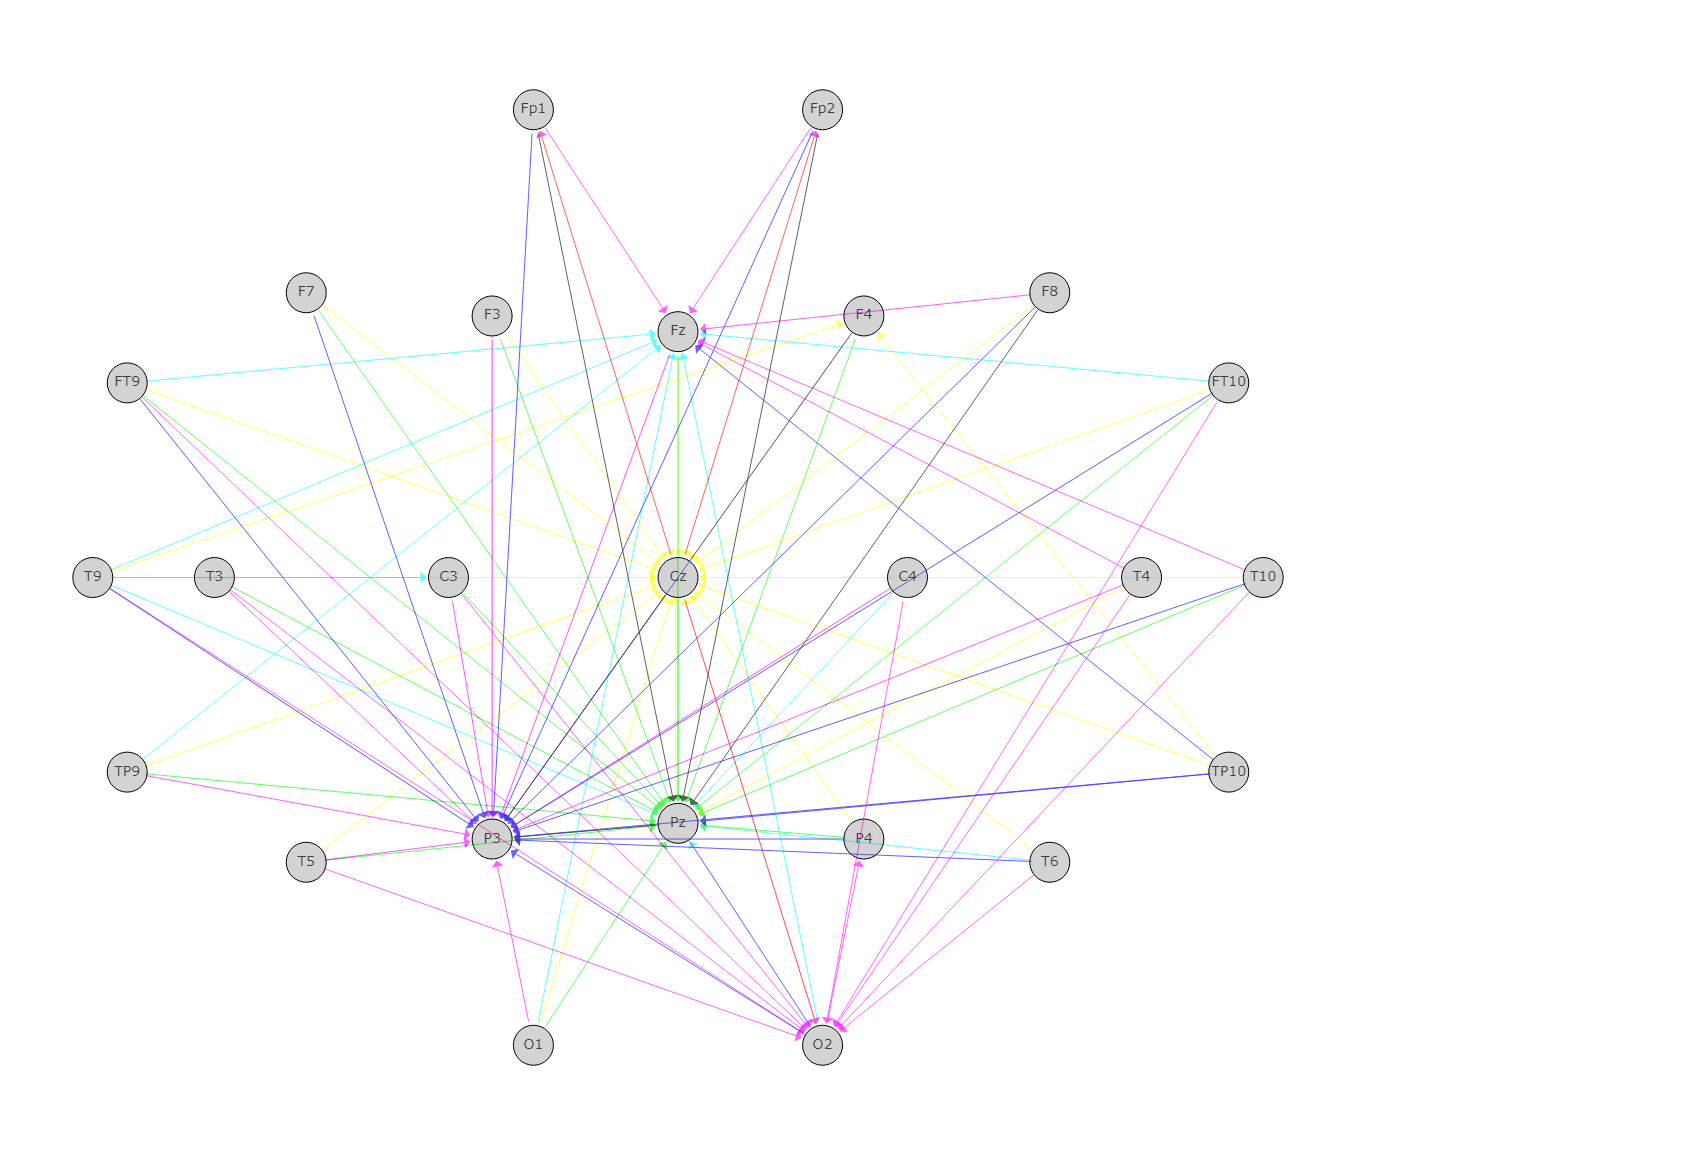 Fp1 Fp2
F7 F3 Fz F4 F8
FT9 FT10
T9 T3 C3 Cz C4 T4 T10
TP9 TP10
T5 P3 Pz P4 T6
O1 O2